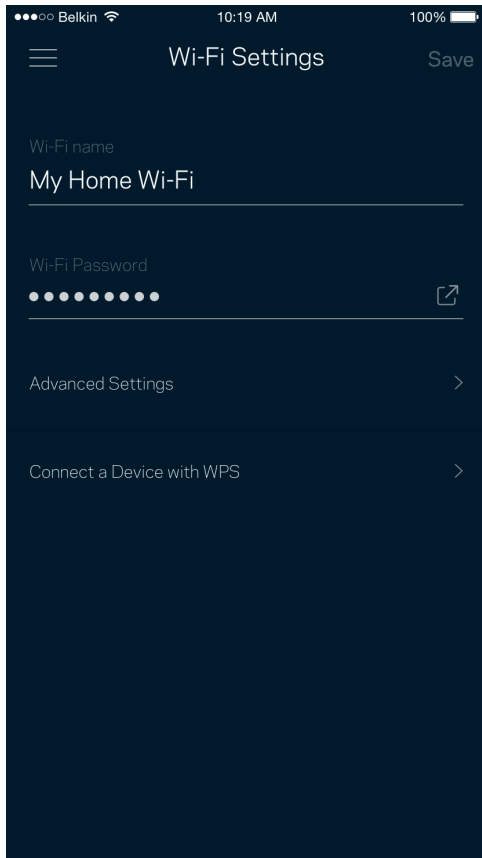 Belkin 10:19 AM 100%
Wi-Fi Settings Save
Wi-Fi name
My Home Wi-Fi
Wi-Fi Password
●●●●●●●●●
Advanced Settings
Connect a Device with WPS